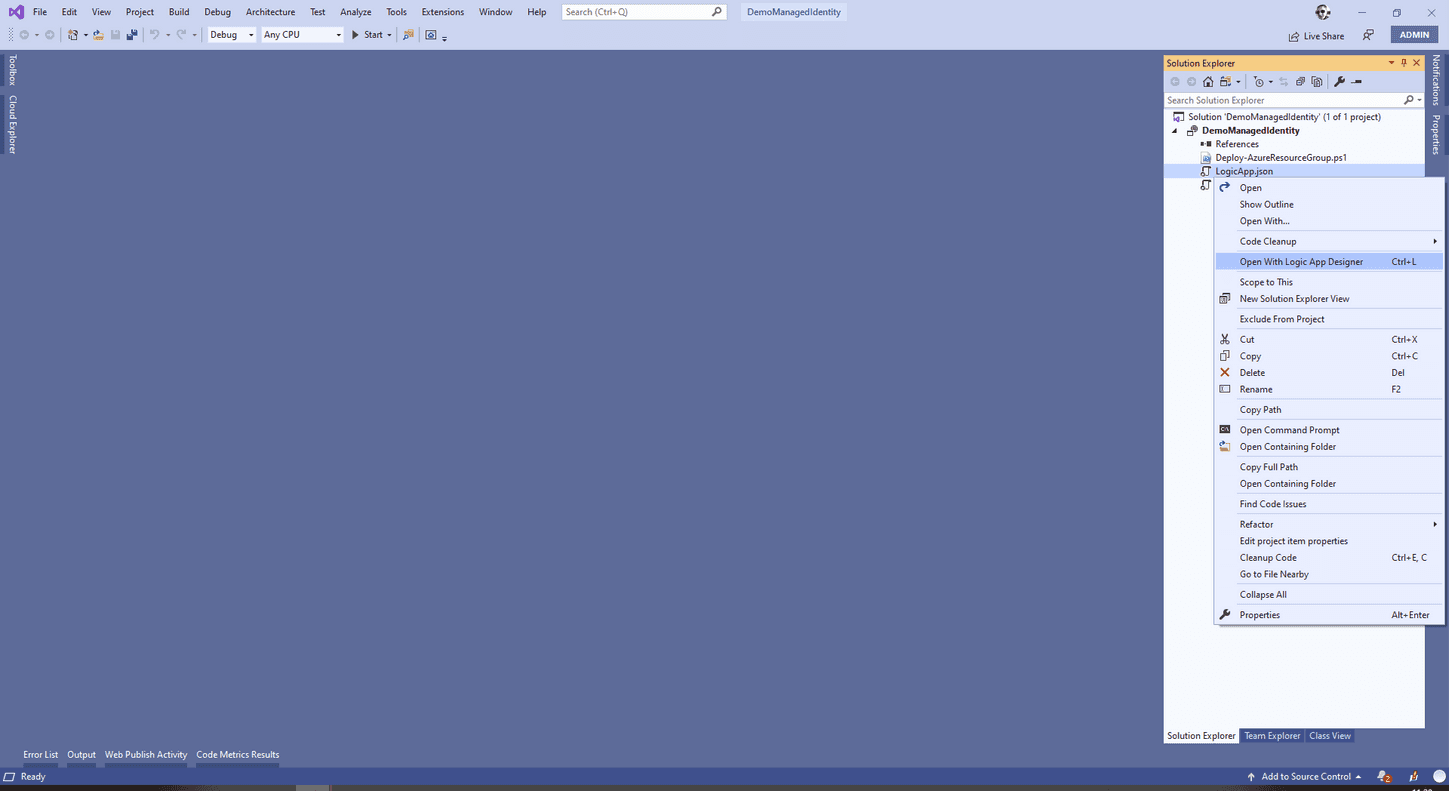 File Edit View Project Build Debug Architecture Test Analyze Tools Extensions Window Help Search (Ctrl+Q) DemoManagedIdentity
Debug Any CPU Start Live Share ADMIN
Toolbox
Cloud Explorer
Solution Explorer
Search Solution Explorer
Solution 'DemoManagedIdentity' (1 of 1 project)
DemoManagedIdentity
References
Deploy-AzureResourceGroup.ps1
LogicApp.json
Open
Show Outline
Open With...
Code Cleanup
Open With Logic App Designer Ctrl+L
Scope to This
New Solution Explorer View
Exclude From Project
Cut Ctrl+X
Copy Ctrl+C
Delete Del
Rename F2
Copy Path
Open Command Prompt
Open Containing Folder
Copy Full Path
Open Containing Folder
Find Code Issues
Refactor
Edit project item properties
Cleanup Code Ctrl+E, C
Go to File Nearby
Collapse All
Properties Alt+Enter
Notifications
Properties
Solution Explorer Team Explorer Class View
Error List Output Web Publish Activity Code Metrics Results
Ready Add to Source Control 2